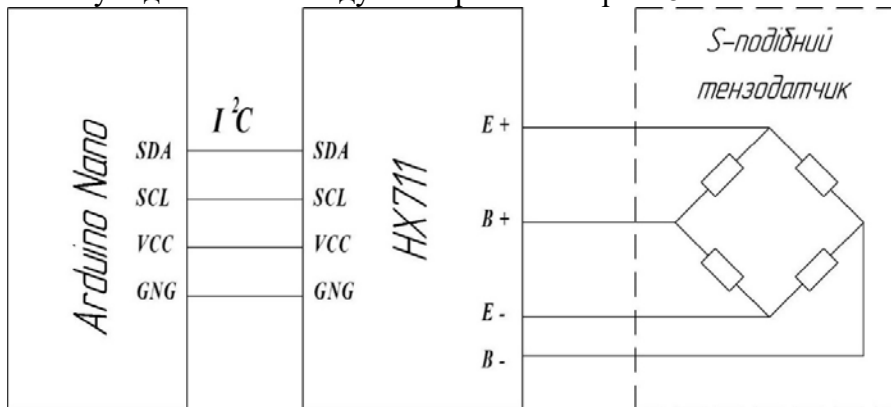 Arduino Nano
I²C
SDA
SCL
VCC
GNG
SDA
SCL
VCC
GNG
HX711
E +
B +
E -
B -
S-подібний
тензодатчик